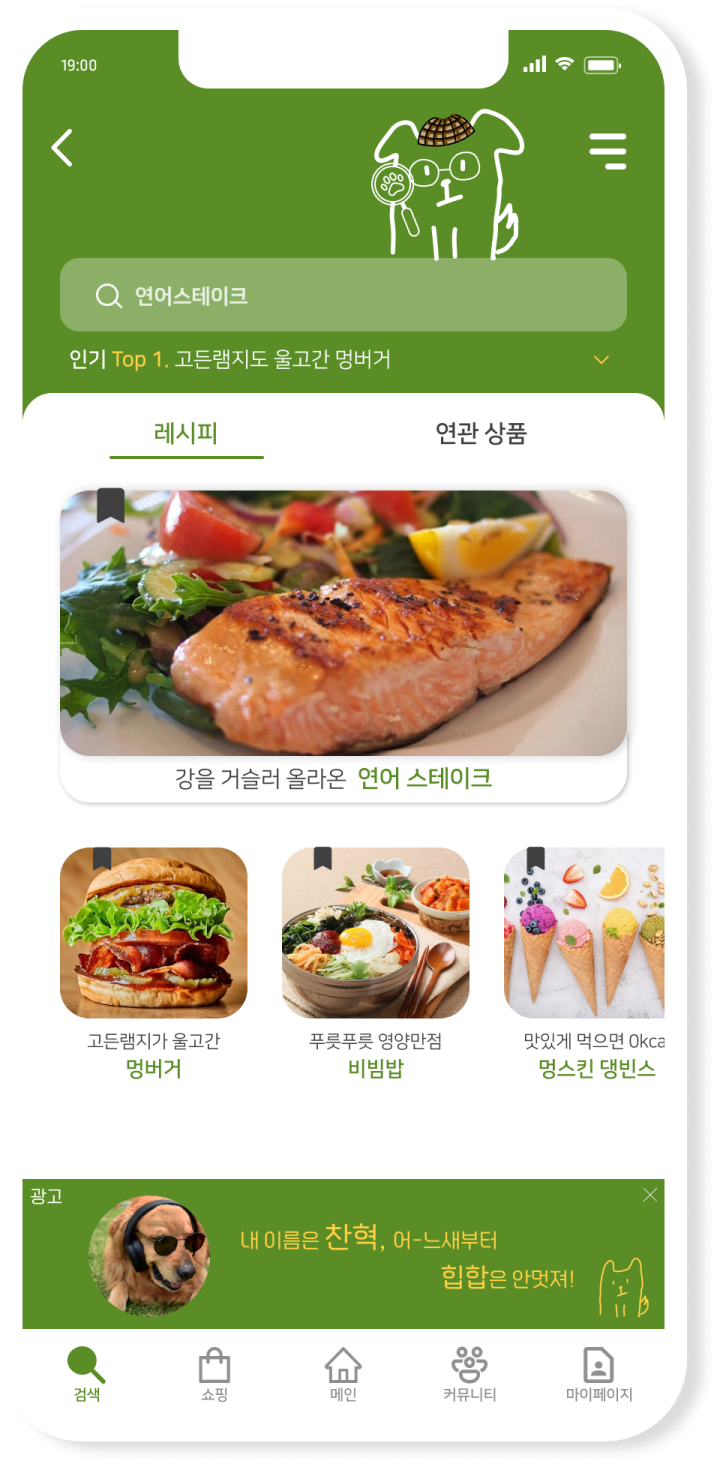 19:00
연어스테이크
인기 Top 1. 고든램지도 울고간 멍버거
레시피
연관 상품
강을 거슬러 올라온 연어 스테이크
고든램지가 울고간
멍버거
푸릇푸릇 영양만점
비빔밥
맛있게 먹으면 0kca
멍스킨 댕빈스
광고
내 이름은 찬혁, 어-느새부터
힙합은 안멋져!
검색
쇼핑
메인
커뮤니티
마이페이지